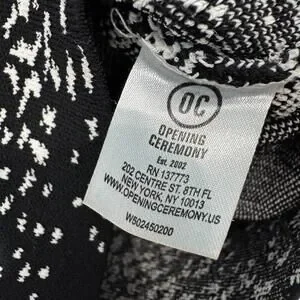 OC
OPENING
CEREMONY
Est. 2002
RN 137773
202 CENTRE ST. 8TH FL
NEW YORK, NY 10013
WWW.OPENINGCEREMONY.US
W502450200